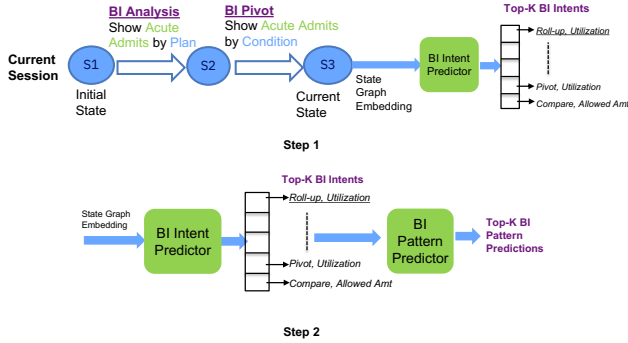 BI Analysis
Show Acute
Admits by Plan
BI Pivot
Show Acute Admits
by Condition
Top-K BI Intents
Current
Session
S1
S2
S3
Initial
State
Current
State
State
Graph
Embedding
BI Intent
Predictor
Roll-up, Utilization
Pivot, Utilization
Compare, Allowed Amt
Step 1
Top-K BI Intents
State Graph
Embedding
BI Intent
Predictor
Roll-up, Utilization
Pivot, Utilization
Compare, Allowed Amt
BI
Pattern
Predictor
Top-K BI
Pattern
Predictions
Step 2